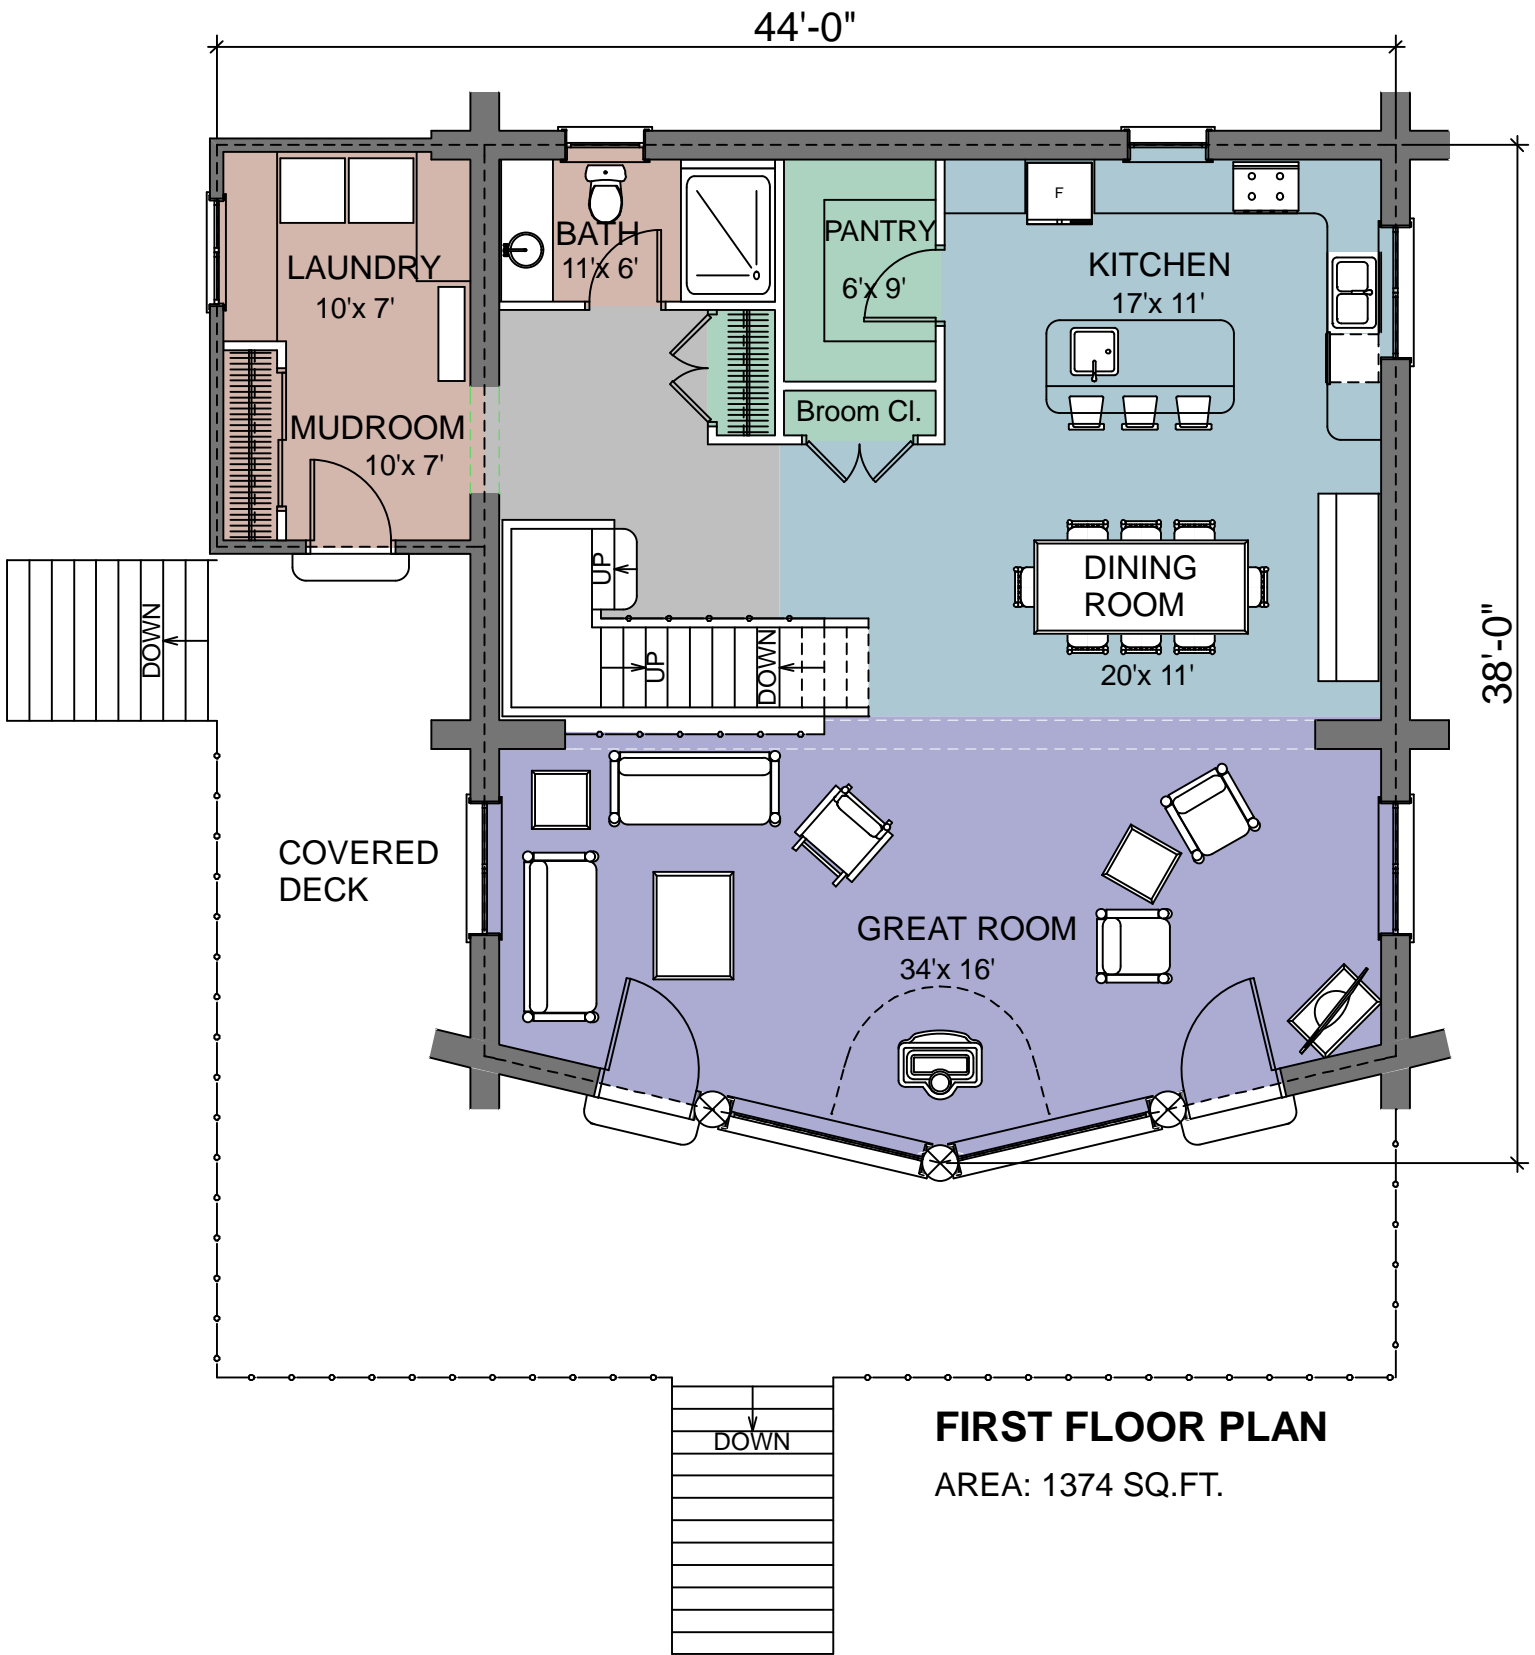 44'-0"
F
LAUNDRY
10'x 7'
BATH
11'x 6'
PANTRY
6'x 9'
KITCHEN
17'x 11'
Broom Cl.
MUDROOM
10'x 7'
UP
DINING
ROOM
20'x 11'
DOWN
UP
DOWN
38'-0"
COVERED
DECK
GREAT ROOM
34'x 16'
DOWN
FIRST FLOOR PLAN
AREA: 1374 SQ.FT.